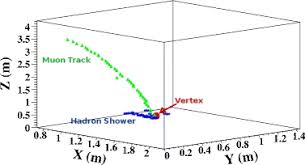 4
3.5
3
2.5
2
1.5
1
0.5
0
Z (m)
Muon Track
Vertex
Hadron Shower
0.8 1 1.2 1.4 1.6 1.8 2
X (m)
0 0.2 0.4 0.6 0.8 1 1.2 1.4
Y (m)